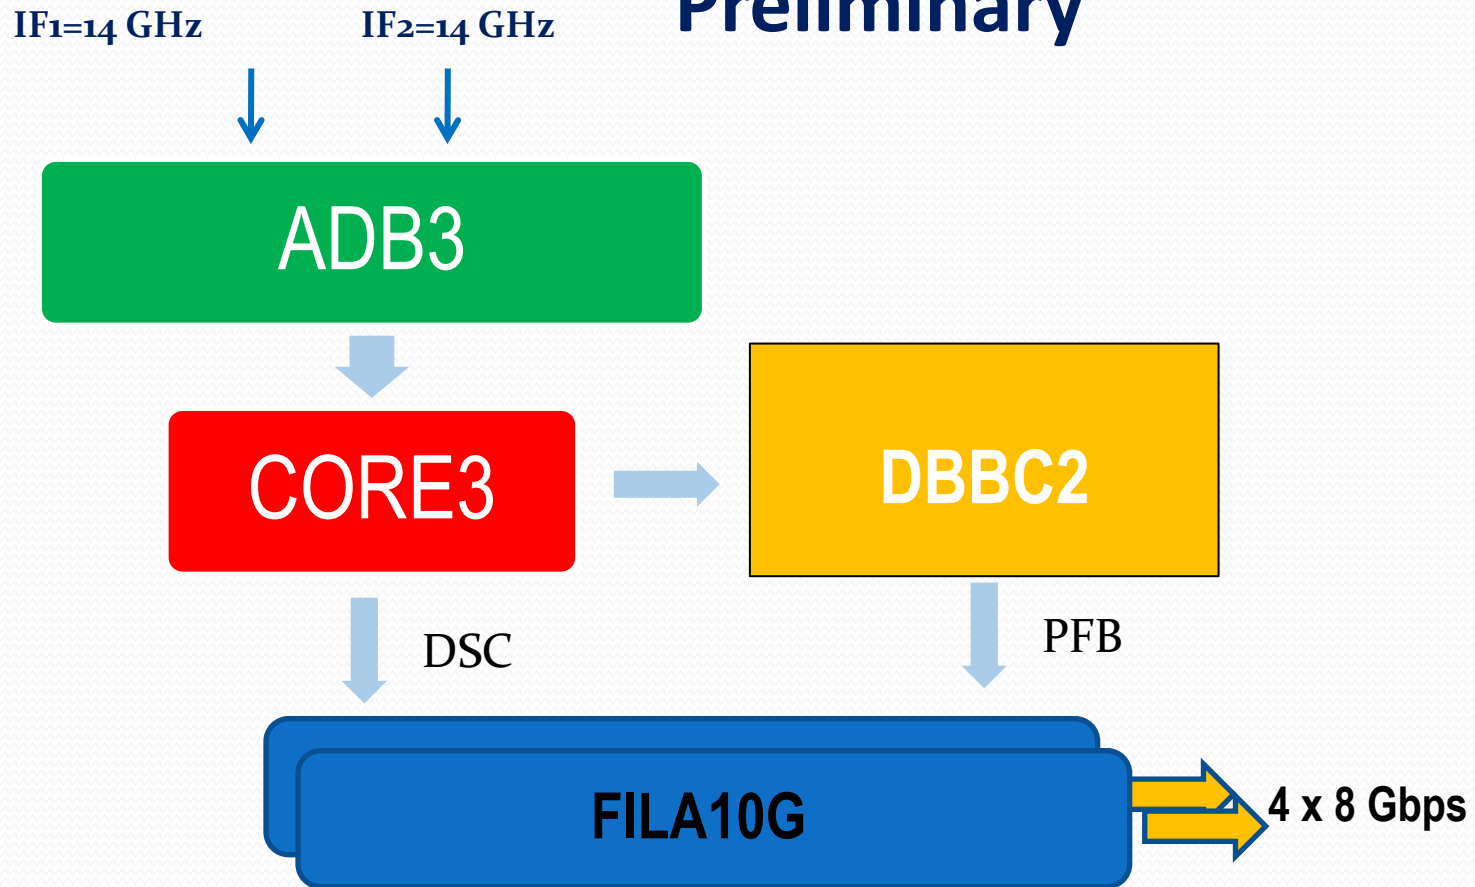 Preliminary
IF1=14 GHz
IF2=14 GHz
ADB3
CORE3
DBBC2
DSC
PFB
FILA10G
4 x 8 Gbps